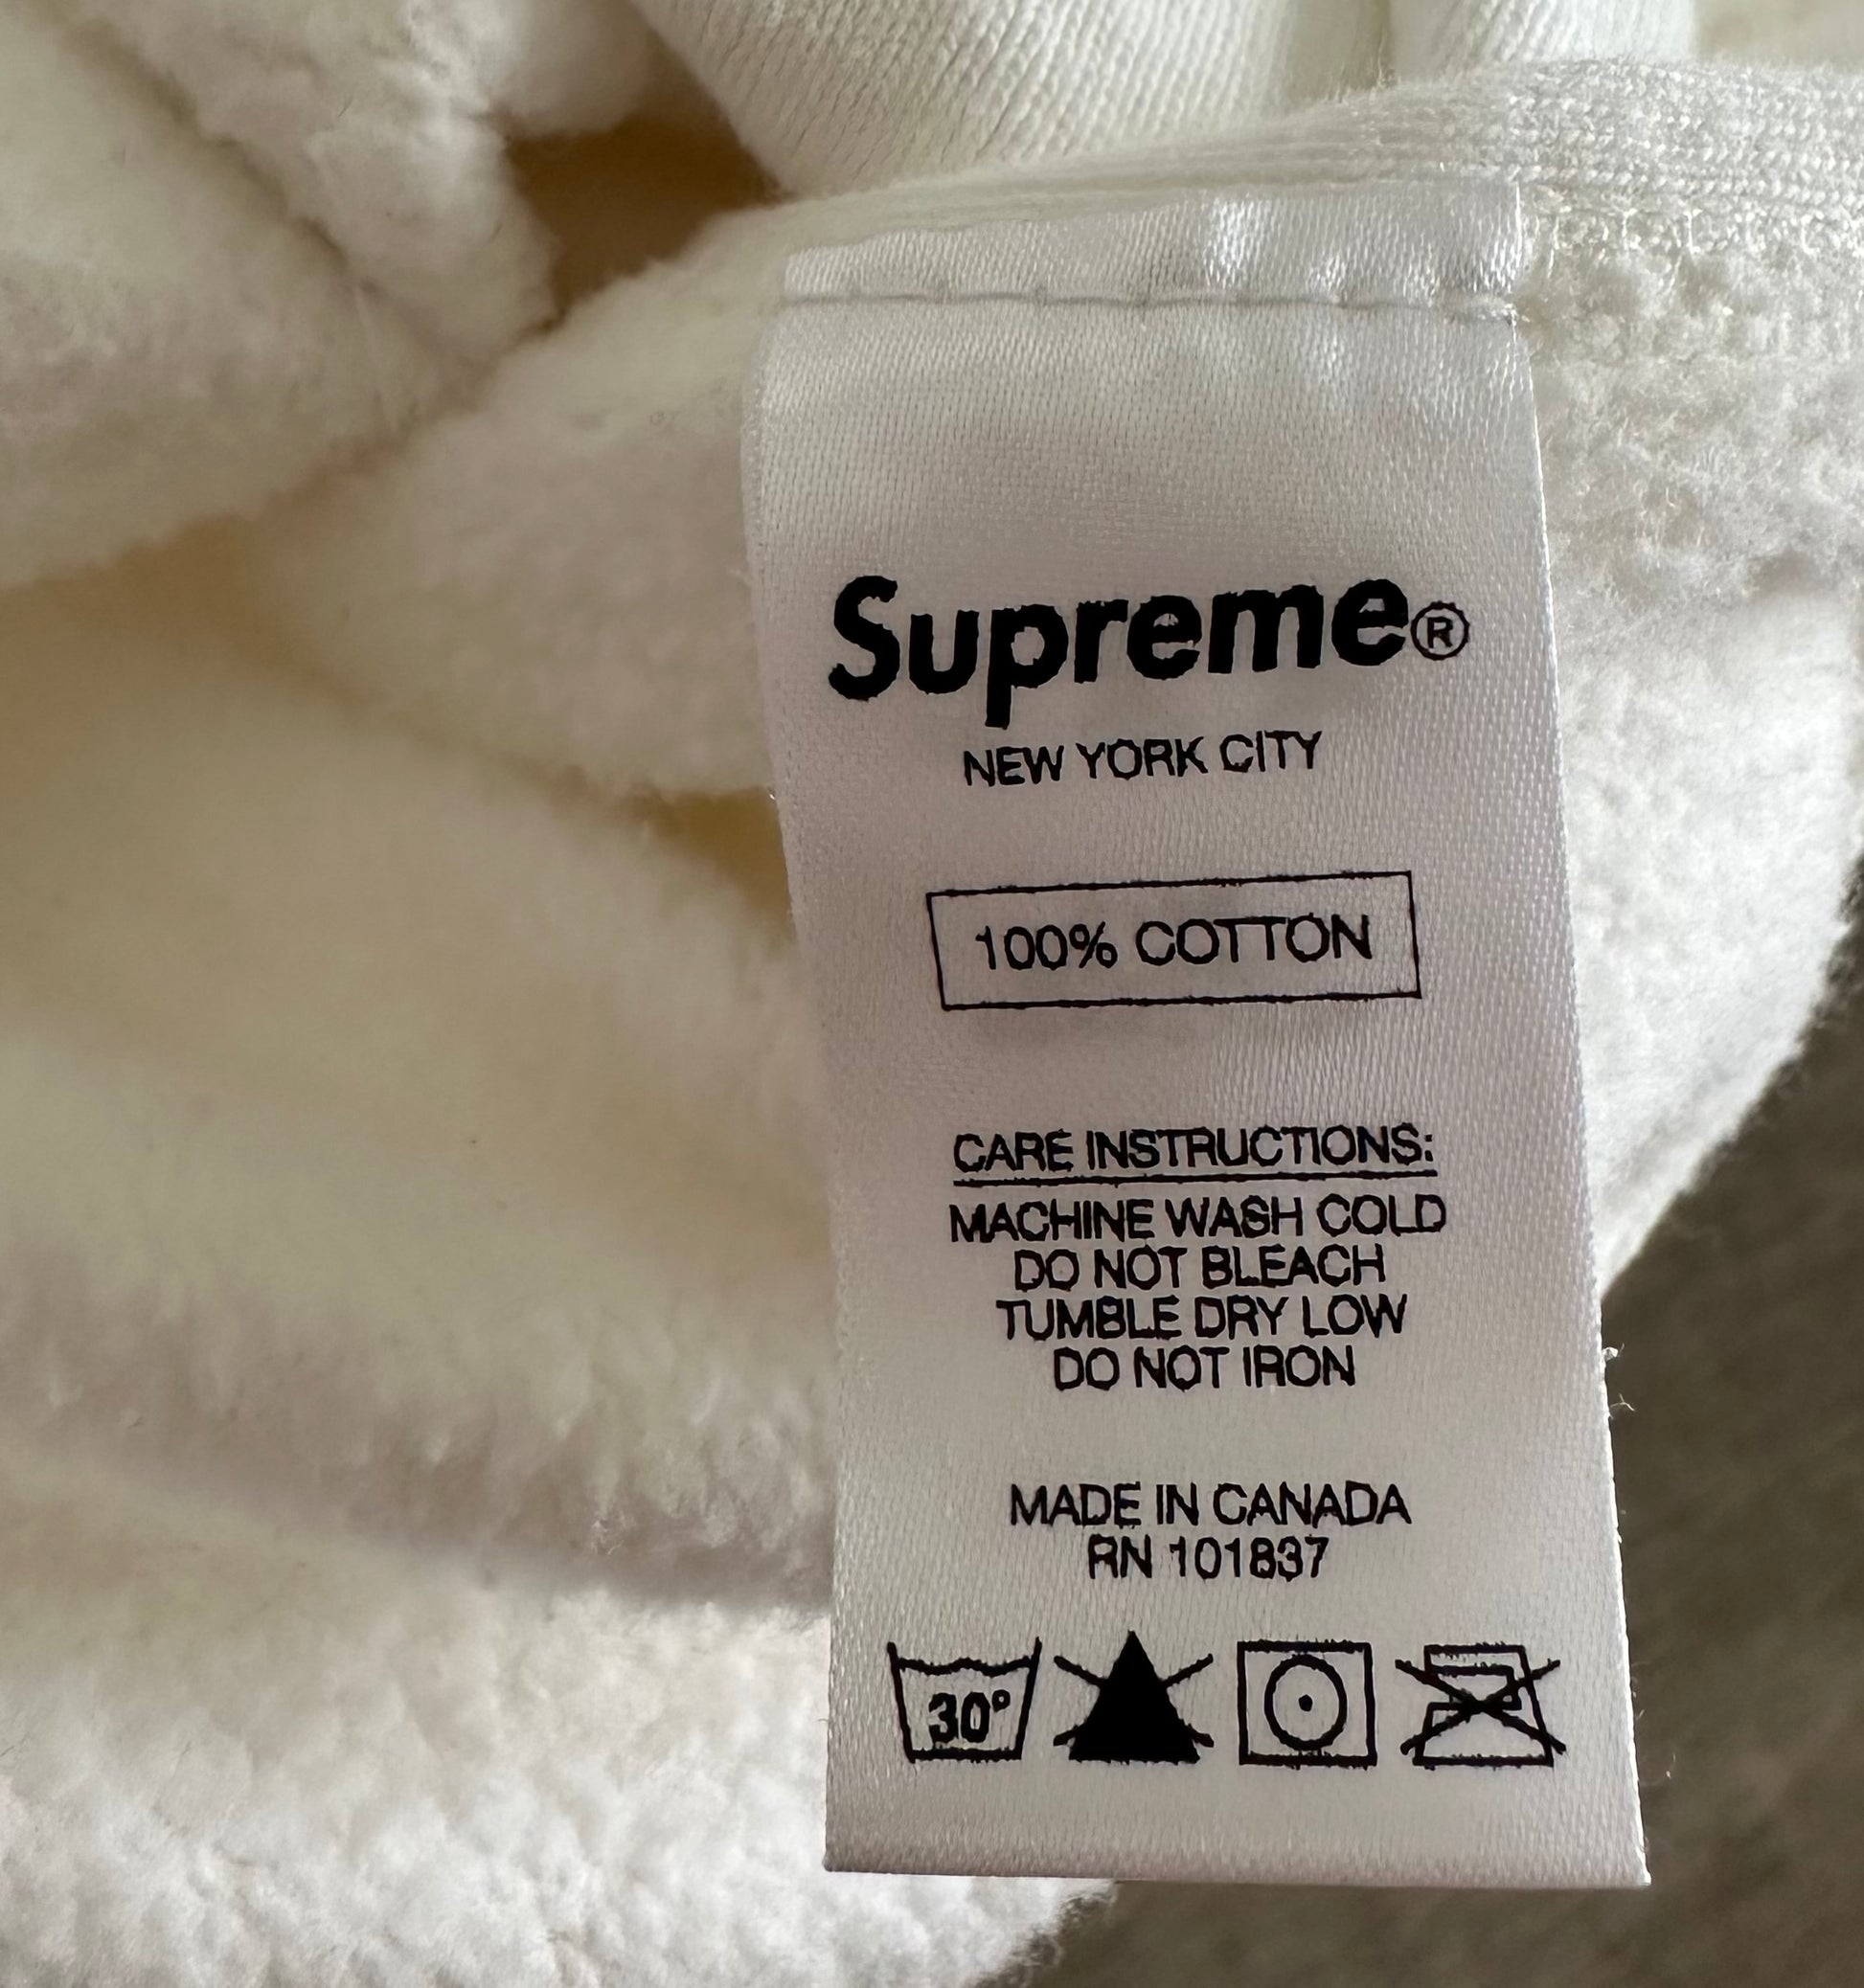 Supreme®
NEW YORK CITY
100% COTTON
CARE INSTRUCTIONS:
MACHINE WASH COLD
DO NOT BLEACH
TUMBLE DRY LOW
DO NOT IRON
MADE IN CANADA
RN 101837
30°